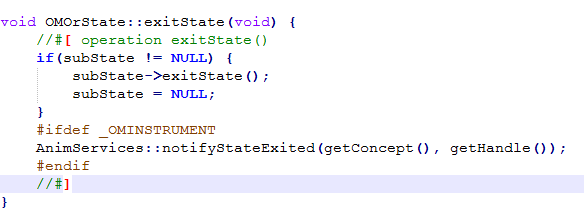 void OMOrState::exitState(void) {
    //#[ operation exitState()
    if(subState != NULL) {
        subState->exitState();
        subState = NULL;
    }
    #ifdef _OMINSTRUMENT
    AnimServices::notifyStateExited(getConcept(), getHandle());
    #endif
    //#]
}